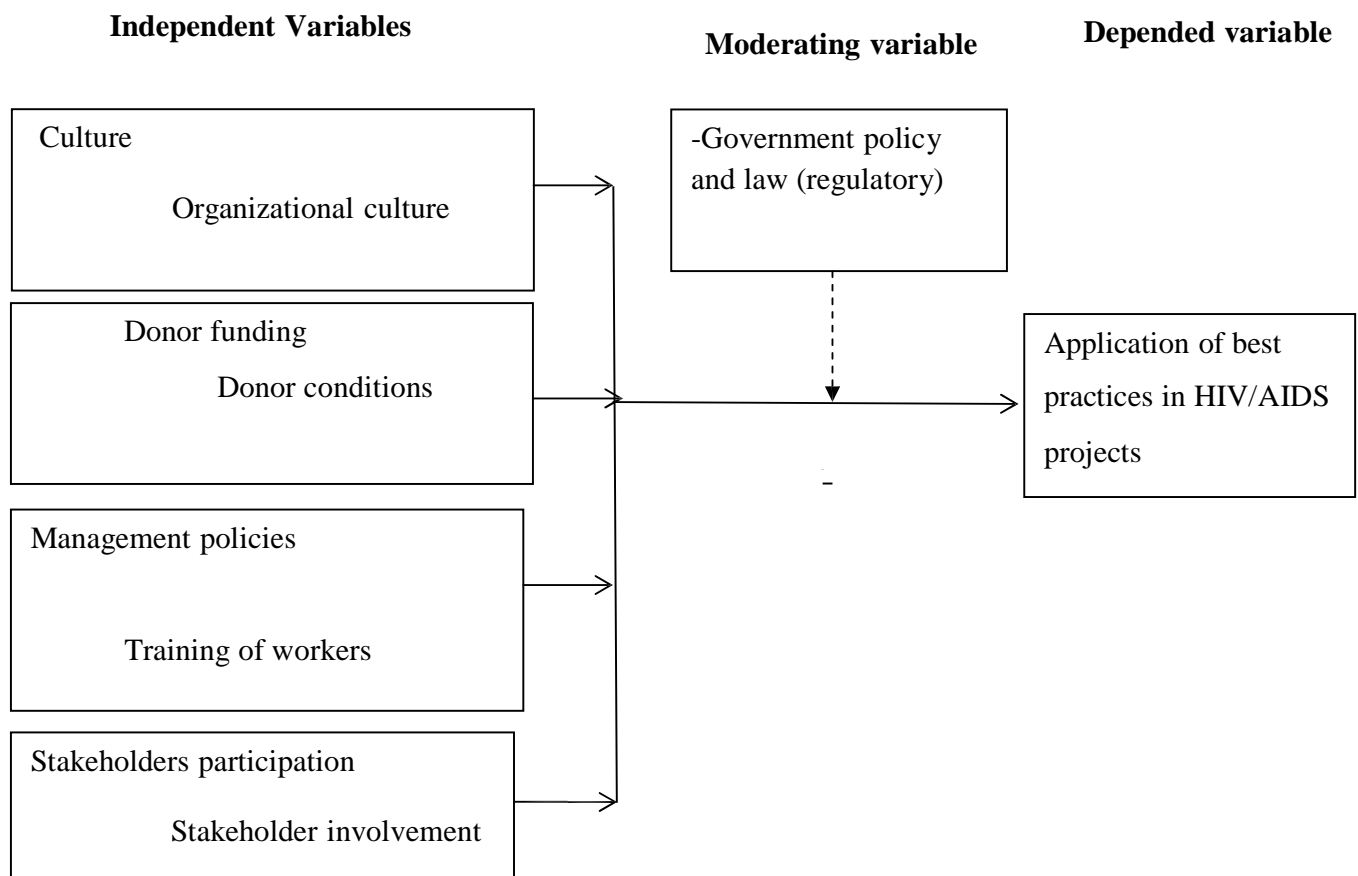 Independent Variables
Moderating variable
Depended variable
Culture
Organizational culture
Donor funding
Donor conditions
Management policies
Training of workers
Stakeholders participation
Stakeholder involvement
-Government policy
and law (regulatory)
Application of best
practices in HIV/AIDS
projects